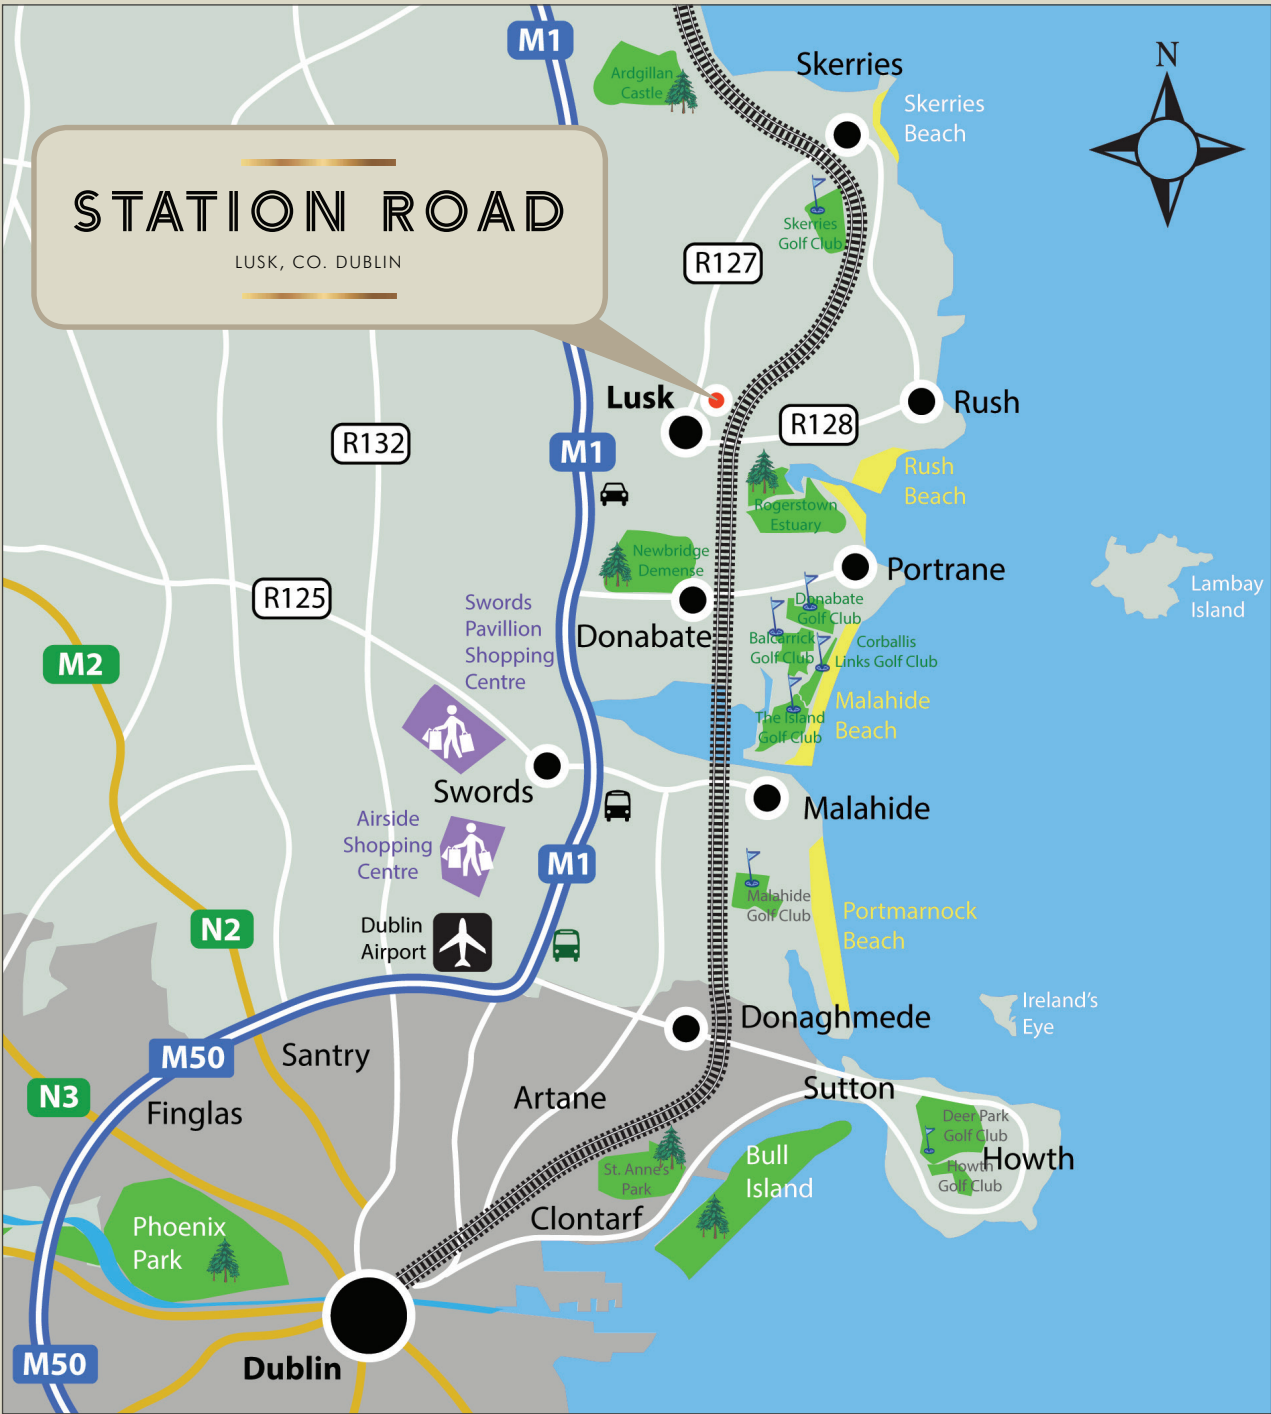 M1
Ardgillan
Castle
Skerries
Skerries
Beach
N
STATION ROAD
LUSK, CO. DUBLIN
Skerries
Golf Club
R127
Lusk
R128
Rush
R132
M1
Rush
Beach
Rogerstown
Estuary
Newbridge
Demense
Portrane
Lambay
Island
R125
Swords
Pavillion
Shopping
Centre
Donabate
Donabate
Golf Club
Balcarrick
Golf Club
Corballis
Links Golf Club
M2
Malahide
Beach
The Island
Golf Club
Swords
Malahide
Airside
Shopping
Centre
M1
Malahide
Golf Club
Portmarnock
Beach
N2
Dublin
Airport
Ireland's
Eye
Donaghmede
M50
Santry
Sutton
N3
Finglas
Artane
Deer Park
Golf Club
Howth
Howth
Golf Club
St. Anne's
Park
Bull
Island
Clontarf
Phoenix
Park
M50
Dublin